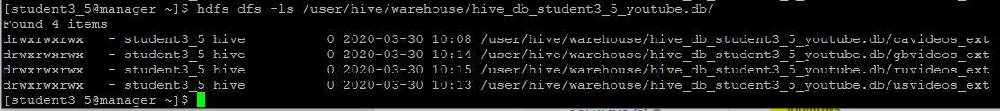 [student3_5@manager ~]$ hdfs dfs -ls /user/hive/warehouse/hive_db_student3_5_youtube.db/
Found 4 items
drwxrwxrwx   - student3_5 hive          0 2020-03-30 10:08 /user/hive/warehouse/hive_db_student3_5_youtube.db/cavideos_ext
drwxrwxrwx   - student3_5 hive          0 2020-03-30 10:14 /user/hive/warehouse/hive_db_student3_5_youtube.db/gbvideos_ext
drwxrwxrwx   - student3_5 hive          0 2020-03-30 10:15 /user/hive/warehouse/hive_db_student3_5_youtube.db/ruvideos_ext
drwxrwxrwx   - student3_5 hive          0 2020-03-30 10:13 /user/hive/warehouse/hive_db_student3_5_youtube.db/usvideos_ext
[student3_5@manager ~]$